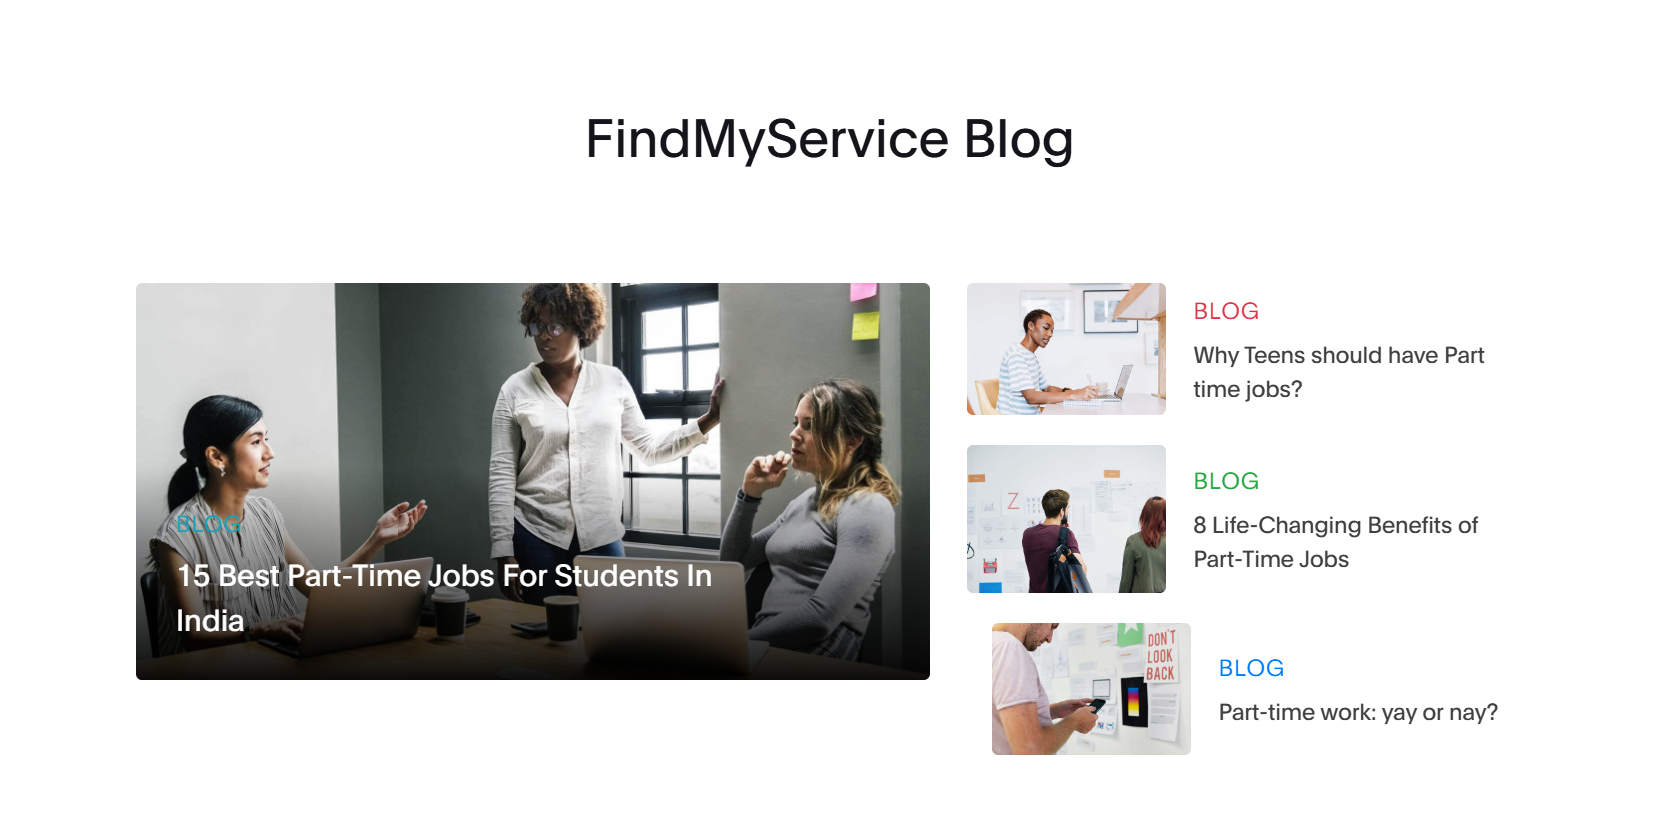 FindMyService Blog
BLOG
15 Best Part-Time Jobs For Students In
India
BLOG
Why Teens should have Part
time jobs?
BLOG
8 Life-Changing Benefits of
Part-Time Jobs
Z
DON'T
LOOK
BACK
BLOG
Part-time work: yay or nay?